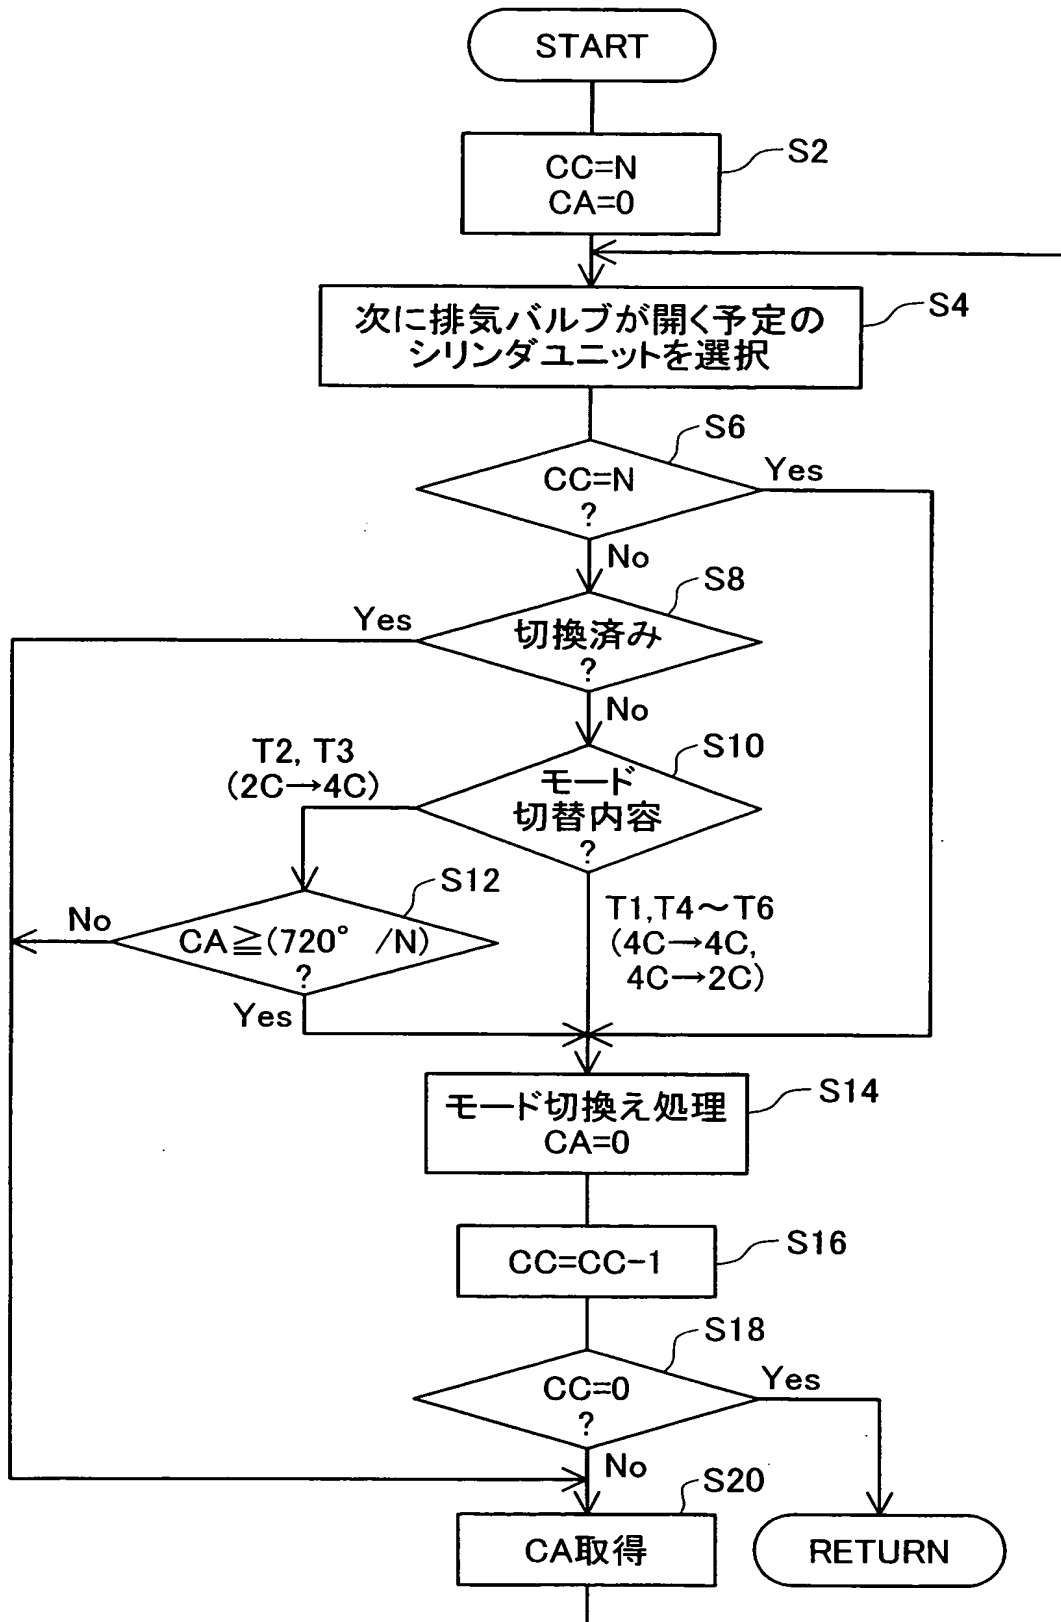 START
S2
CC=N
CA=0
S4
次に排気バルブが開く予定の
シリンダユニットを選択
S6
CC=N
?
Yes
No
S8
切換済み
?
Yes
No
S10
モード
切替内容
?
T2, T3
(2C→4C)
S12
CA≧(720° /N)
?
No
Yes
T1,T4～T6
(4C→4C,
4C→2C)
S14
モード切換え処理
CA=0
S16
CC=CC-1
S18
CC=0
?
Yes
No
S20
CA取得
RETURN